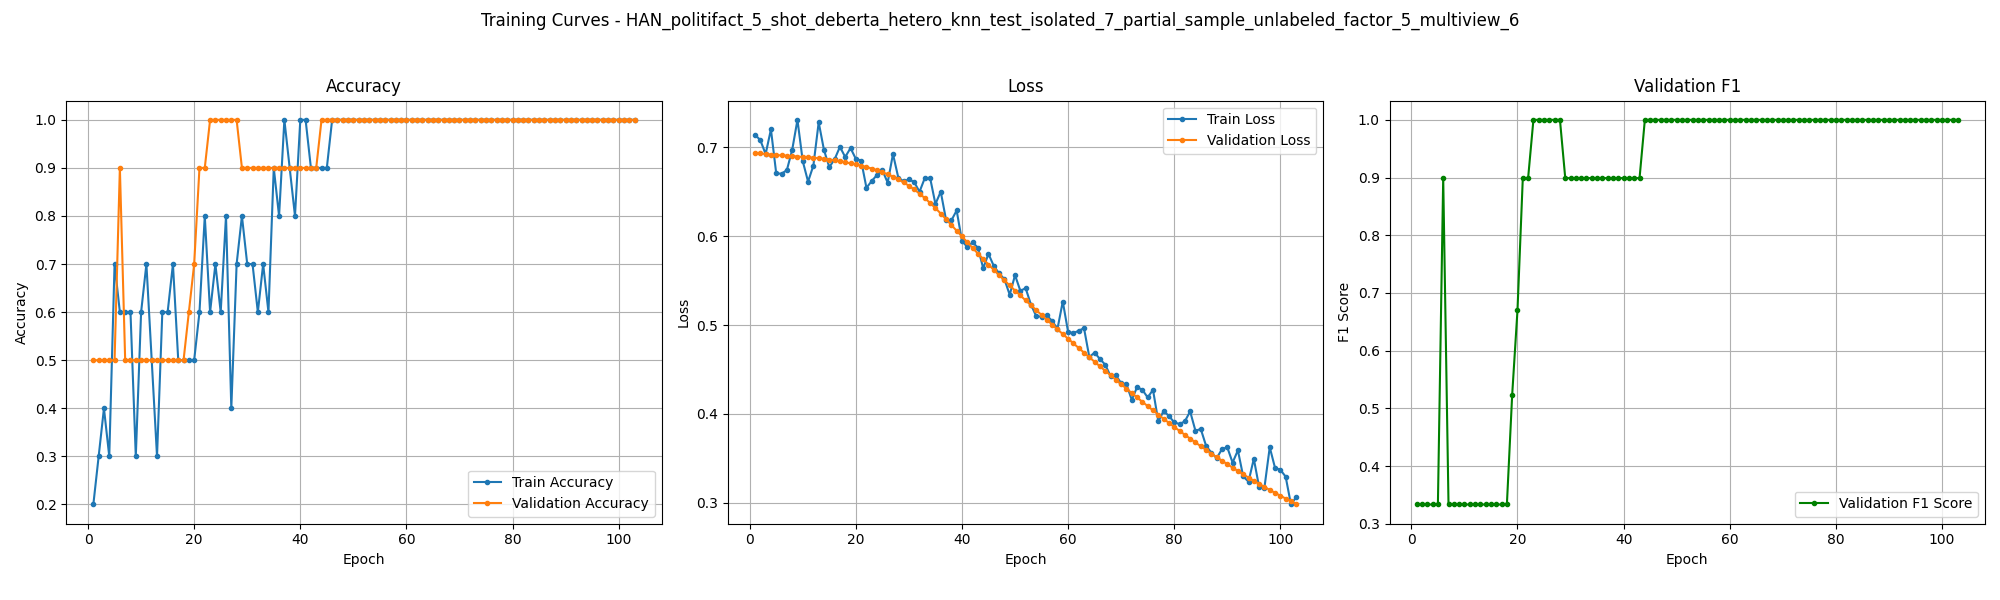 Training Curves - HAN_politifact_5_shot_deberta_hetero_knn_test_isolated_7_partial_sample_unlabeled_factor_5_multiview_6
Accuracy
Accuracy
1.0
0.9
0.8
0.7
0.6
0.5
0.4
0.3
0.2
0
20
40
60
80
100
Epoch
Train Accuracy
Validation Accuracy
Loss
Loss
0.7
0.6
0.5
0.4
0.3
0
20
40
60
80
100
Epoch
Train Loss
Validation Loss
Validation F1
F1 Score
1.0
0.9
0.8
0.7
0.6
0.5
0.4
0.3
0
20
40
60
80
100
Epoch
Validation F1 Score